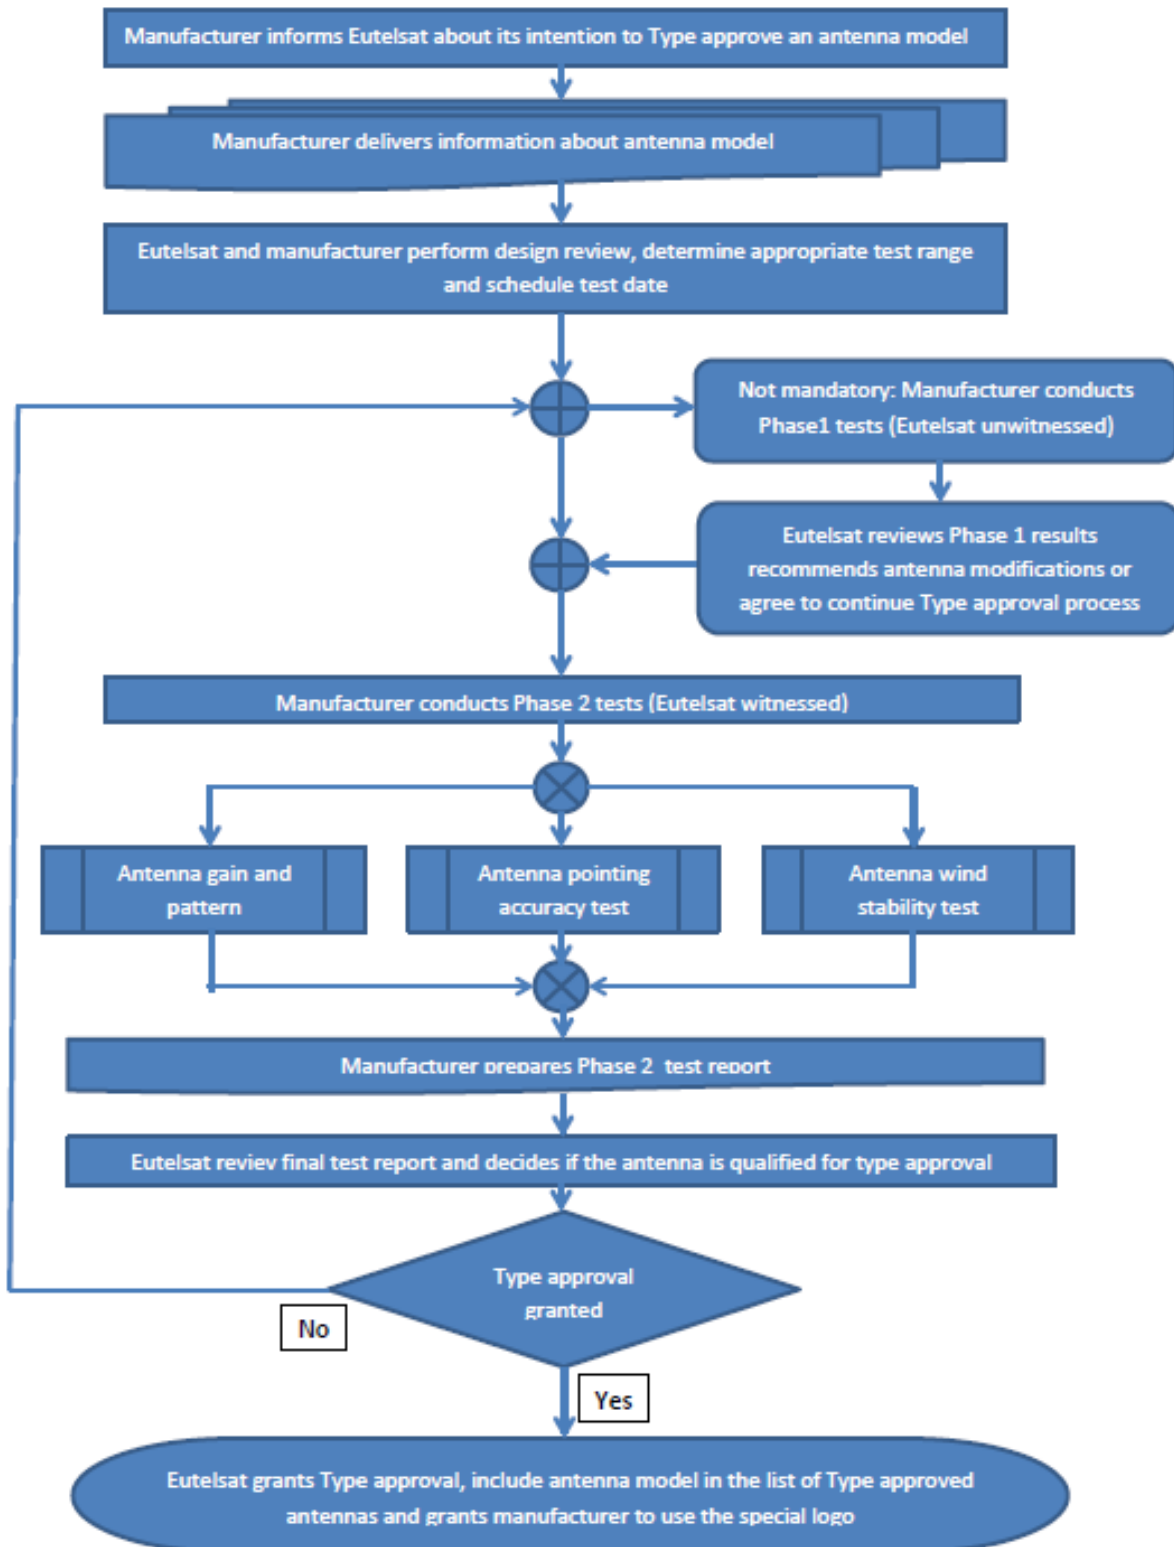 Manufacturer informs Eutelsat about its intention to Type approve an antenna model
Manufacturer delivers information about antenna model
Eutelsat and manufacturer perform design review, determine appropriate test range
and schedule test date
Not mandatory: Manufacturer conducts
Phase1 tests (Eutelsat unwitnessed)
Eutelsat reviews Phase 1 results
recommends antenna modifications or
agree to continue Type approval process
Manufacturer conducts Phase 2 tests (Eutelsat witnessed)
Antenna gain and
pattern
Antenna pointing
accuracy test
Antenna wind
stability test
Manufacturer prepares Phase 2 test report
Eutelsat reviev final test report and decides if the antenna is qualified for type approval
Type approval
granted
No
Yes
Eutelsat grants Type approval, include antenna model in the list of Type approved
antennas and grants manufacturer to use the special logo